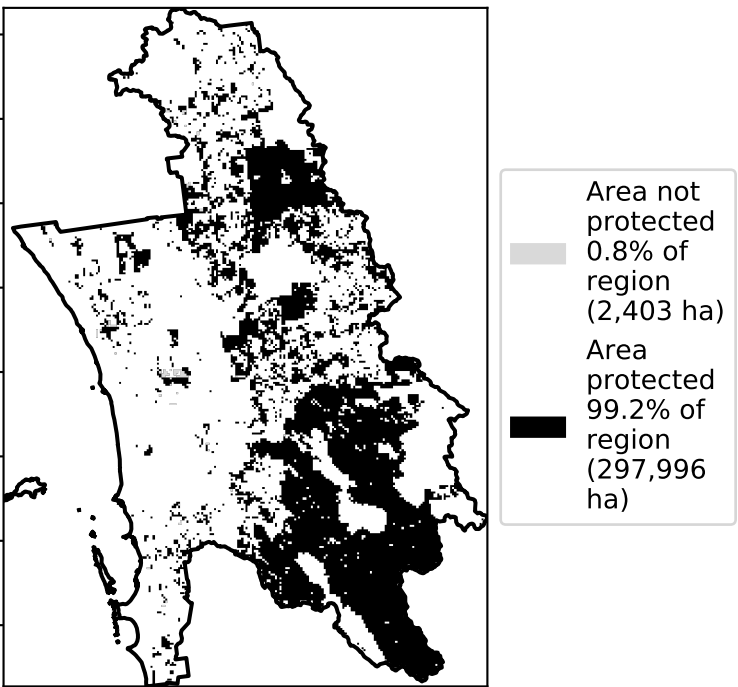 Area not
protected
0.8% of
region
(2,403 ha)
Area
protected
99.2% of
region
(297,996
ha)